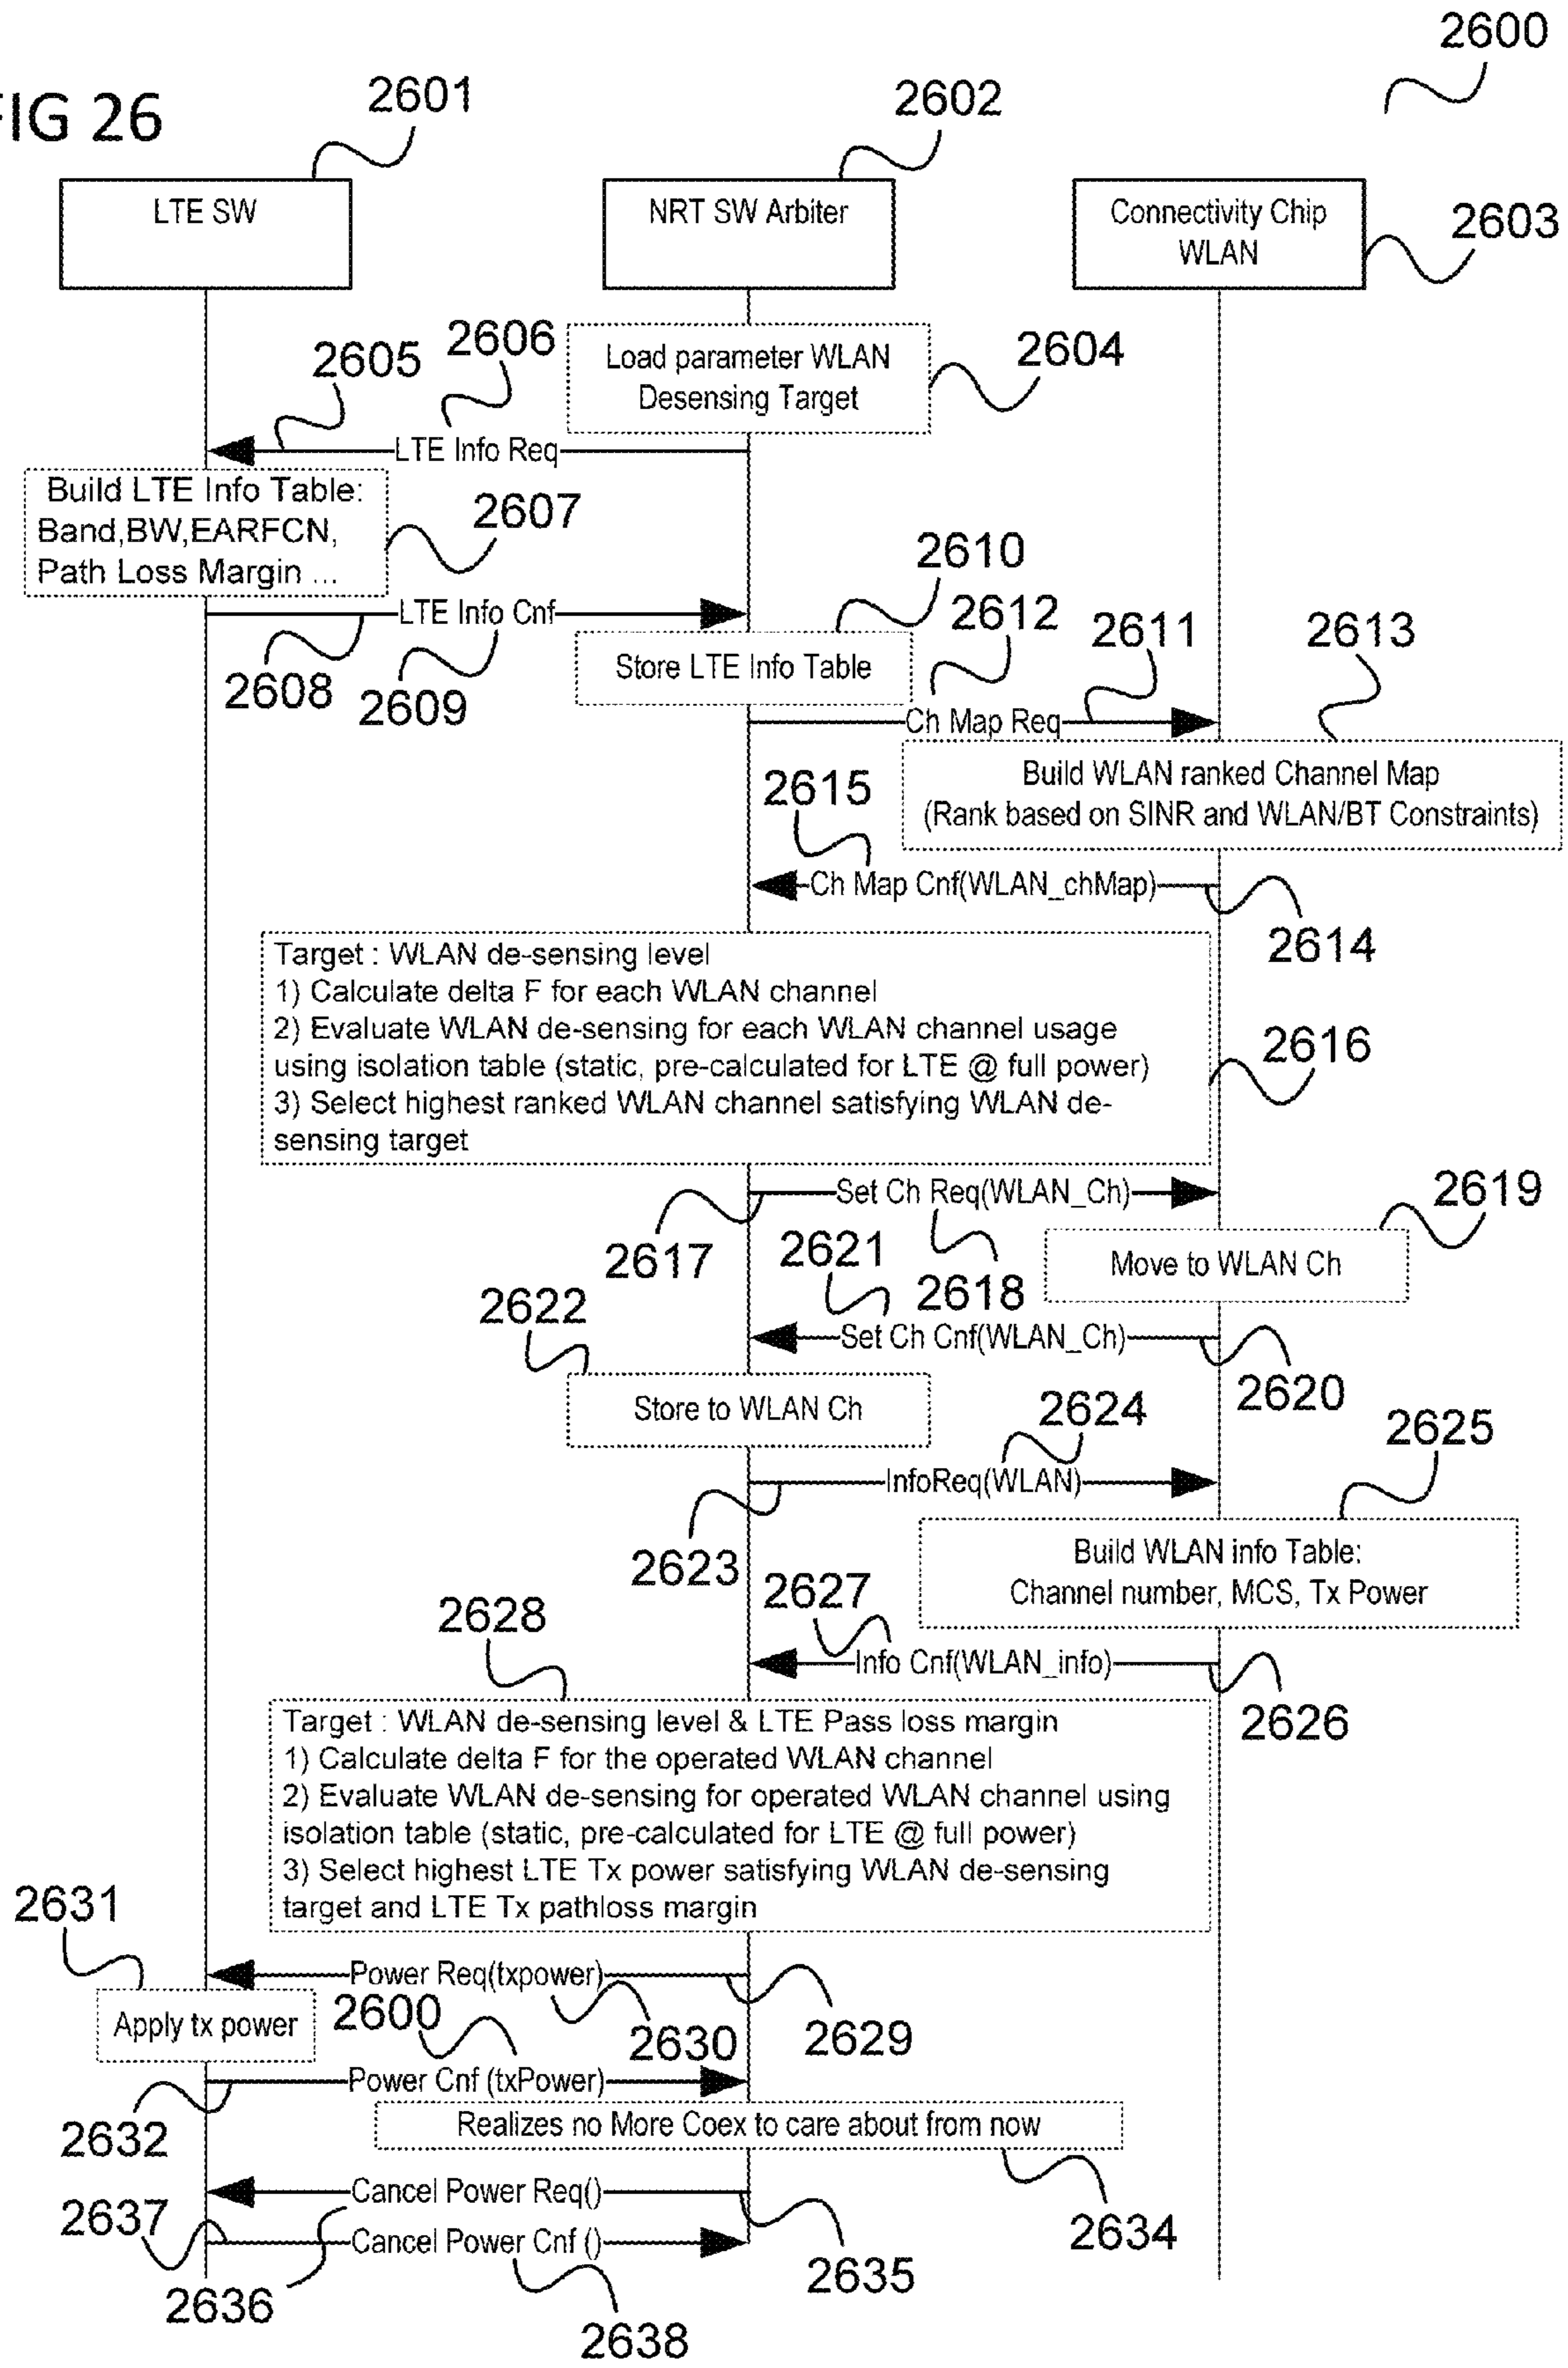 2600
FIG 26
2601
2602
LTE SW
NRT SW Arbiter
Connectivity Chip
WLAN
2603
2605
2606
Load parameter WLAN
Desensing Target
2604
LTE Info Req
Build LTE Info Table:
Band,BW,EARFCN,
Path Loss Margin ...
2607
2610
LTE Info Cnf
2612
2611
2613
2608
2609
Store LTE Info Table
Ch Map Req
Build WLAN ranked Channel Map
(Rank based on SINR and WLAN/BT Constraints)
2615
Ch Map Cnf(WLAN_chMap)
2614
Target : WLAN de-sensing level
1) Calculate delta F for each WLAN channel
2) Evaluate WLAN de-sensing for each WLAN channel usage
using isolation table (static, pre-calculated for LTE @ full power)
3) Select highest ranked WLAN channel satisfying WLAN de-
sensing target
2616
Set Ch Req(WLAN_Ch)
2619
2617
2621
2618
Move to WLAN Ch
2622
Set Ch Cnf(WLAN_Ch)
2620
Store to WLAN Ch
2624
2625
InfoReq(WLAN)
2623
Build WLAN info Table:
Channel number, MCS, Tx Power
2627
2628
Info Cnf(WLAN_info)
2626
Target : WLAN de-sensing level & LTE Pass loss margin
1) Calculate delta F for the operated WLAN channel
2) Evaluate WLAN de-sensing for operated WLAN channel using
isolation table (static, pre-calculated for LTE @ full power)
3) Select highest LTE Tx power satisfying WLAN de-sensing
target and LTE Tx pathloss margin
2631
Power Req(txpower)
Apply tx power
2600
2630
2629
Power Cnf (txPower)
2632
Realizes no More Coex to care about from now
Cancel Power Req()
2637
2634
Cancel Power Cnf ()
2636
2635
2638